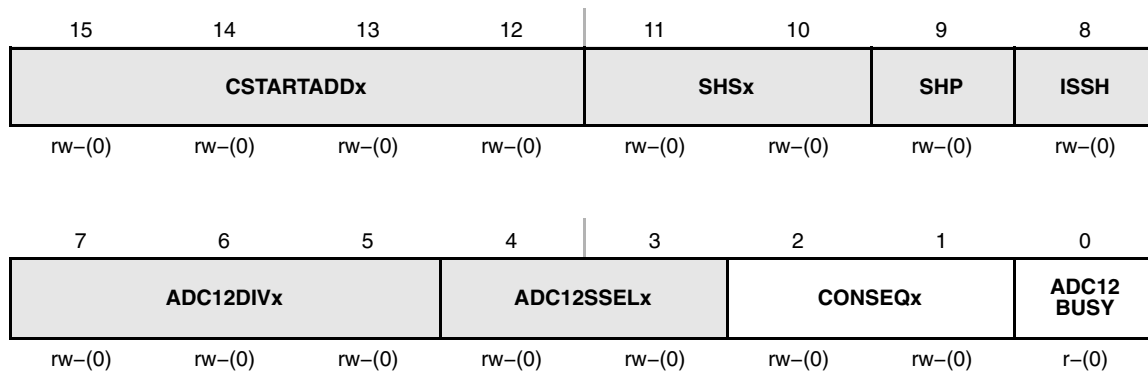 15 14 13 12 11 10 9 8
CSTARTADDx SHSx SHP ISSH
rw−(0) rw−(0) rw−(0) rw−(0) rw−(0) rw−(0) rw−(0) rw−(0)
7 6 5 4 3 2 1 0
ADC12DIVx ADC12SSELx CONSEQx ADC12
BUSY
rw−(0) rw−(0) rw−(0) rw−(0) rw−(0) rw−(0) rw−(0) r−(0)